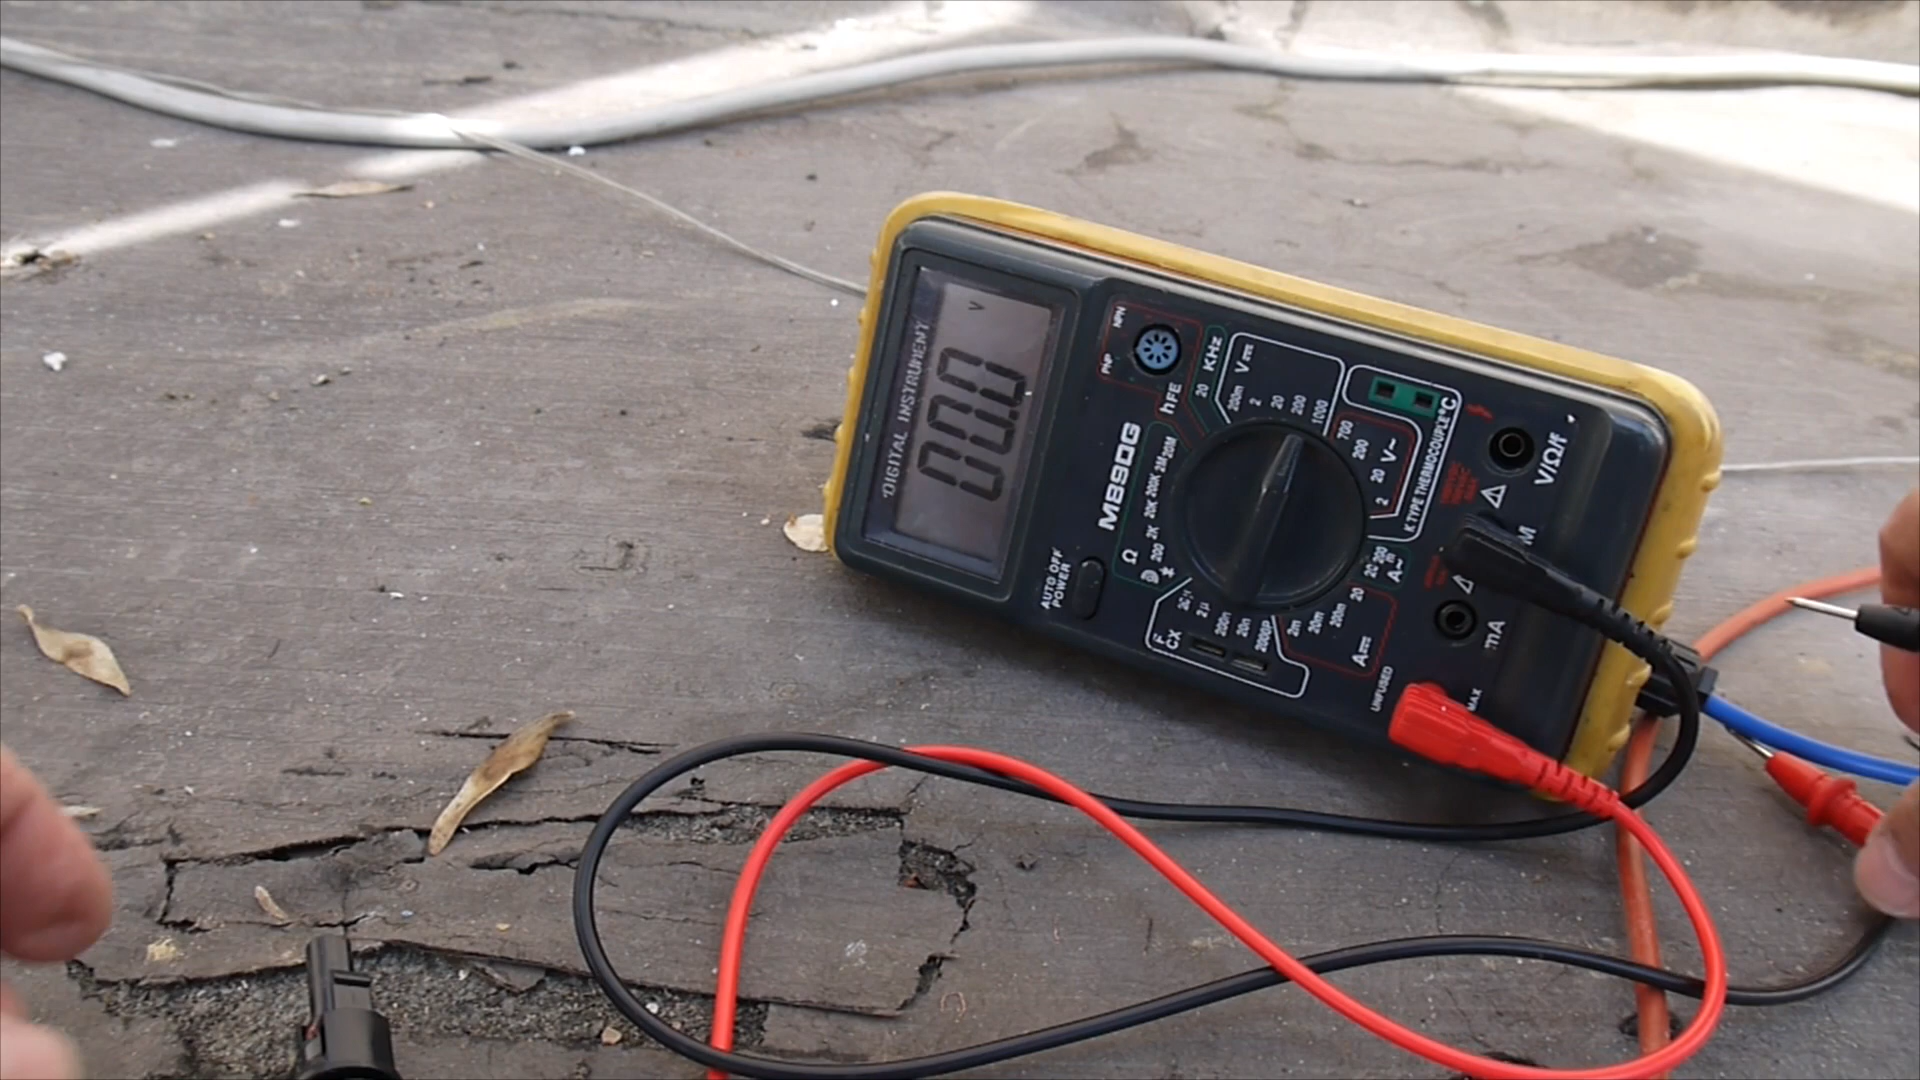 DIGITAL INSTRUMENT
V
00.0
NPN
PNP
hFE
20 KHz
V
200m 2 20 200 1000
700 200 20 2
V~
°C
K TYPE THERMOCOUPLE
M890G
AUTO OFF
POWER
Ω
200 2K 20K 200K 2M 20M
F
CX
2µ 200n 20n 2000P
2m 20m 200m 20
A
20 200m
A~
UNFUSED
MAX
mA
M
V/Ω/f